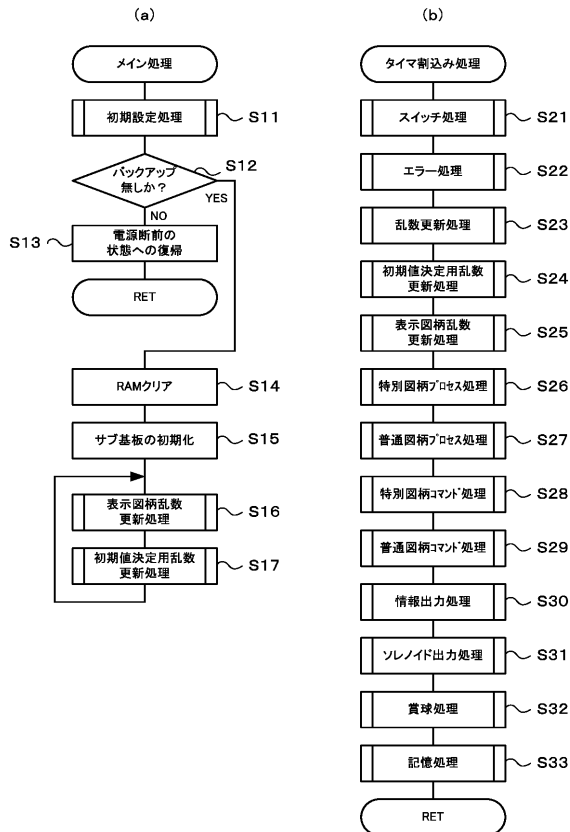 (a)
メイン処理
初期設定処理
S11
バックアップ
無しか?
S12
YES
NO
S13
電源断前の
状態への復帰
RET
RAMクリア
S14
サブ基板の初期化
S15
表示図柄乱数
更新処理
S16
初期値決定用乱数
更新処理
S17
(b)
タイマ割込み処理
スイッチ処理
S21
エラー処理
S22
乱数更新処理
S23
初期値決定用乱数
更新処理
S24
表示図柄乱数
更新処理
S25
特別図柄プロセス処理
S26
普通図柄プロセス処理
S27
特別図柄コマンド処理
S28
普通図柄コマンド処理
S29
情報出力処理
S30
ソレノイド出力処理
S31
賞球処理
S32
記憶処理
S33
RET